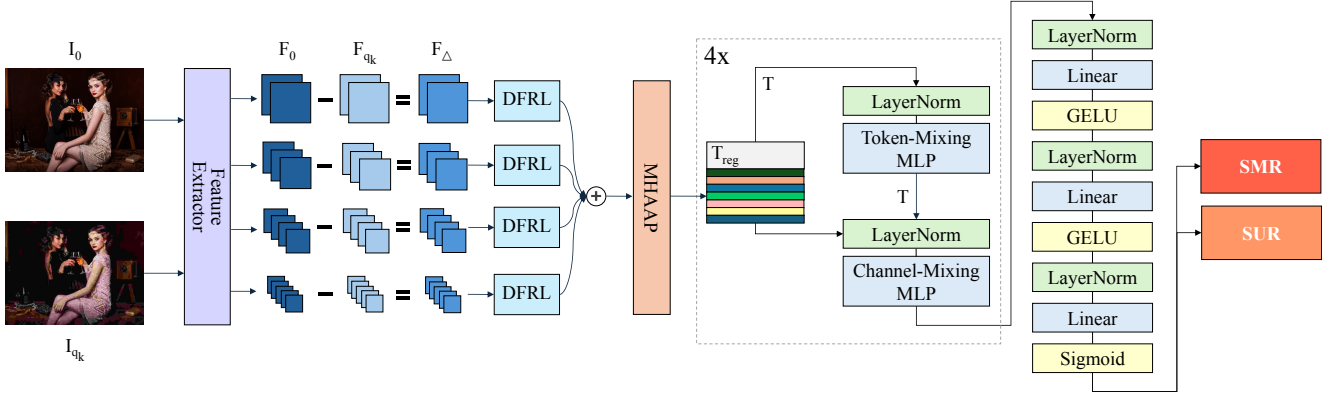 I0
Iqk
Feature
Extractor
F0
Fqk
F△
DFRL
DFRL
DFRL
DFRL
+
MHAAP
4x
T
Treg
LayerNorm
Token-Mixing
MLP
T
LayerNorm
Channel-Mixing
MLP
LayerNorm
Linear
GELU
LayerNorm
Linear
GELU
LayerNorm
Linear
Sigmoid
SMR
SUR